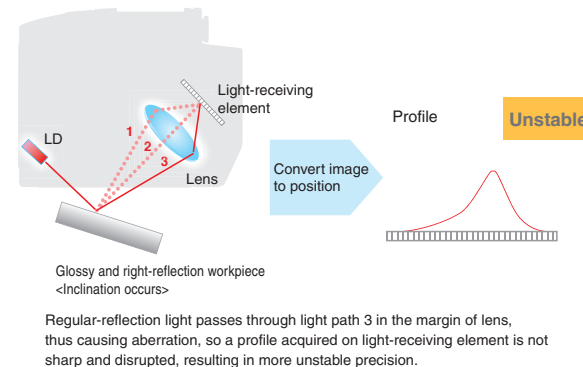 Light-receiving
element
Profile
Unstable
1
LD
2
3
Lens
Convert image
to position
Glossy and right-reflection workpiece
<Inclination occurs>
Regular-reflection light passes through light path 3 in the margin of lens,
thus causing aberration, so a profile acquired on light-receiving element is not
sharp and disrupted, resulting in more unstable precision.